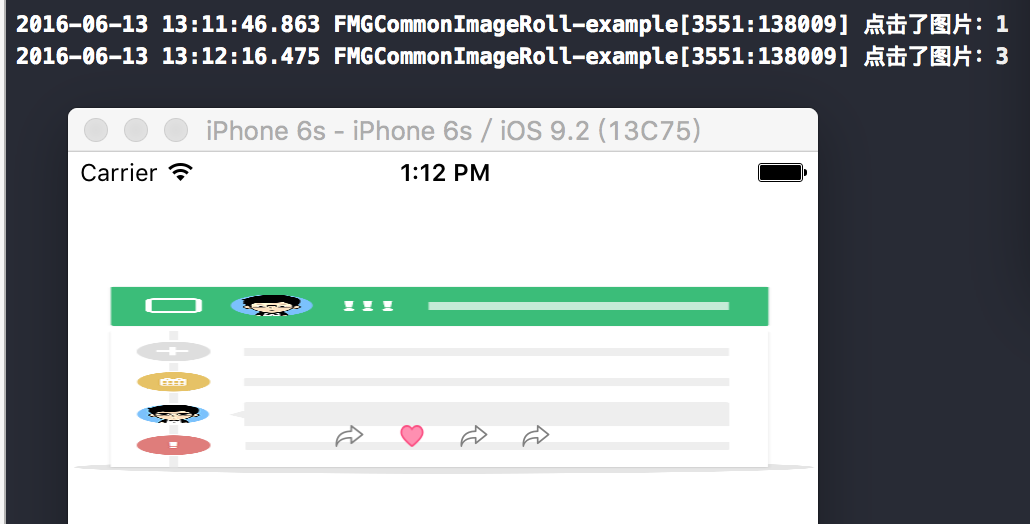 2016-06-13 13:11:46.863 FMGCommonImageRoll-example[3551:138009] 点击了图片：1
2016-06-13 13:12:16.475 FMGCommonImageRoll-example[3551:138009] 点击了图片：3
iPhone 6s - iPhone 6s / iOS 9.2 (13C75)
Carrier 1:12 PM